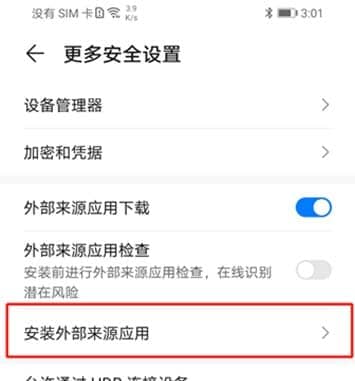 没有 SIM 卡 3.9 K/s 3:01
更多安全设置
设备管理器
加密和凭据
外部来源应用下载
外部来源应用检查
安装前进行外部来源应用检查，在线识别
潜在风险
安装外部来源应用